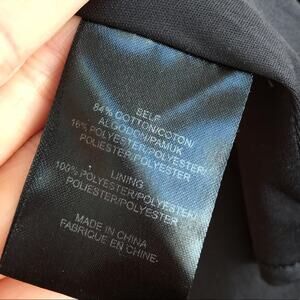 SELF
84% COTTON/COTON/
ALGODON/PAMUK
16% POLYESTER/POLYESTER/
POLIESTER/POLYESTER
LINING
100% POLYESTER/POLYESTER/
POLIESTER/POLYESTER
MADE IN CHINA
FABRIQUE EN CHINE